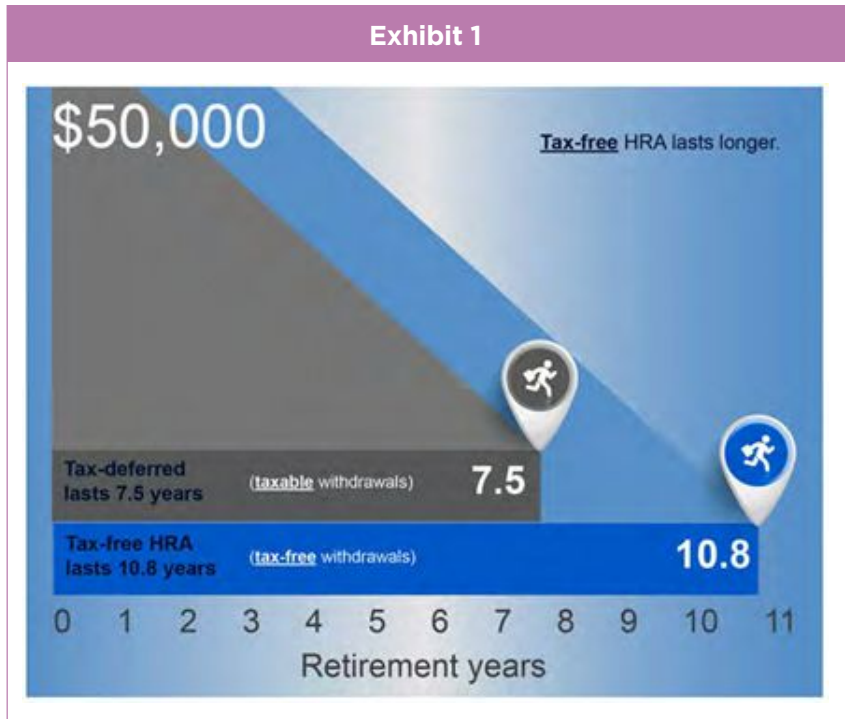 Exhibit 1
$50,000
Tax-free HRA lasts longer.
Tax-deferred
lasts 7.5 years
(taxable withdrawals)
7.5
Tax-free HRA
lasts 10.8 years
(tax-free withdrawals)
10.8
0 1 2 3 4 5 6 7 8 9 10 11
Retirement years